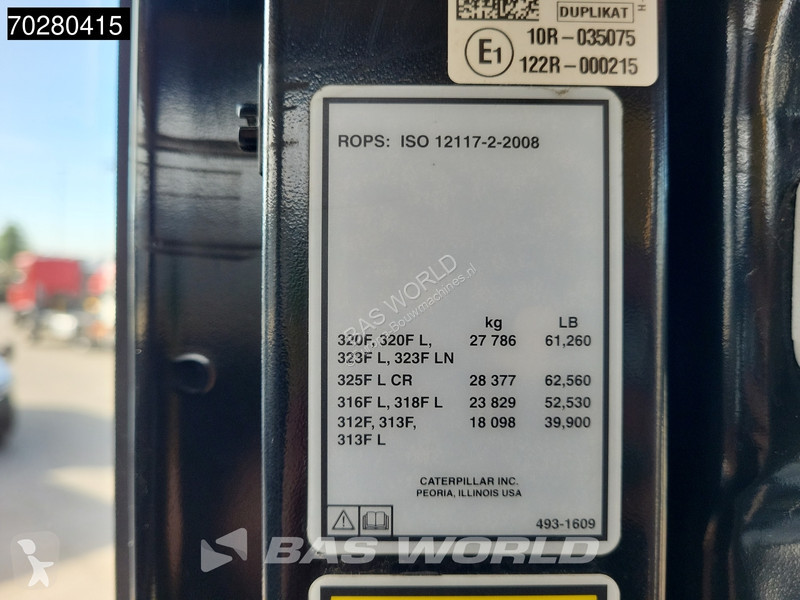 70280415
DUPLIKAT
E1
10R-035075
122R-000215
ROPS: ISO 12117-2-2008
kg LB
320F, 320F L, 27 786 61,260
323F L, 323F LN
325F L CR 28 377 62,560
316F L, 318F L 23 829 52,530
312F, 313F, 18 098 39,900
313F L
CATERPILLAR INC.
PEORIA, ILLINOIS USA
493-1609
BAS WORLD
BAS WORLD